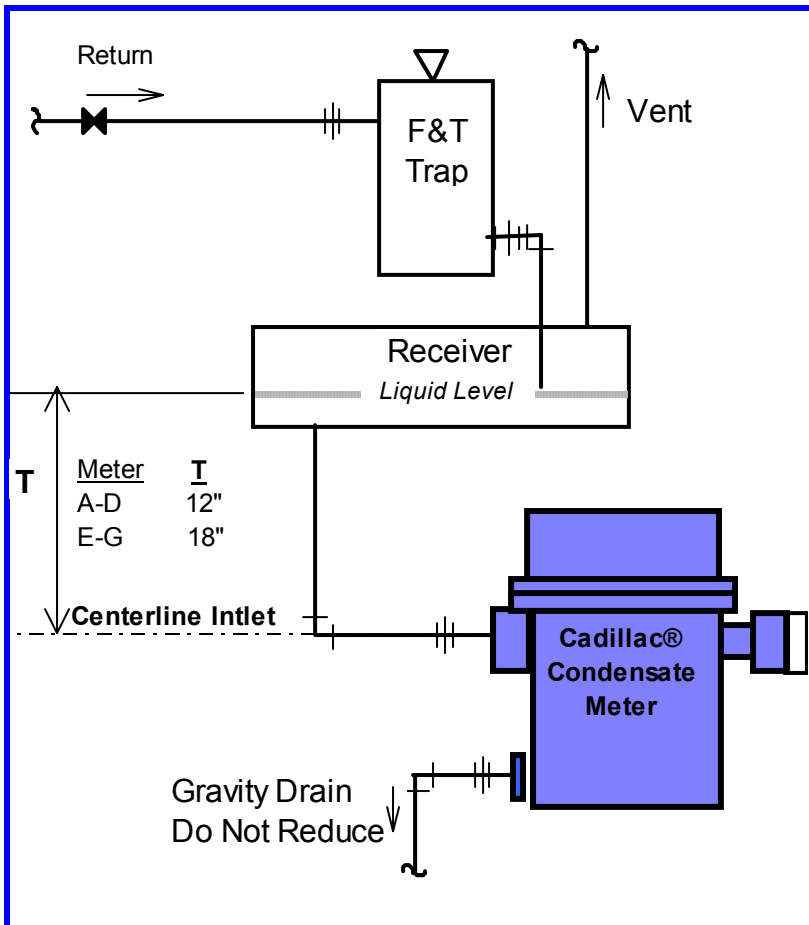 Return
F&T
Trap
Vent
Receiver
Liquid Level
T
Meter T
A-D 12"
E-G 18"
Centerline Intlet
Cadillac®
Condensate
Meter
Gravity Drain
Do Not Reduce